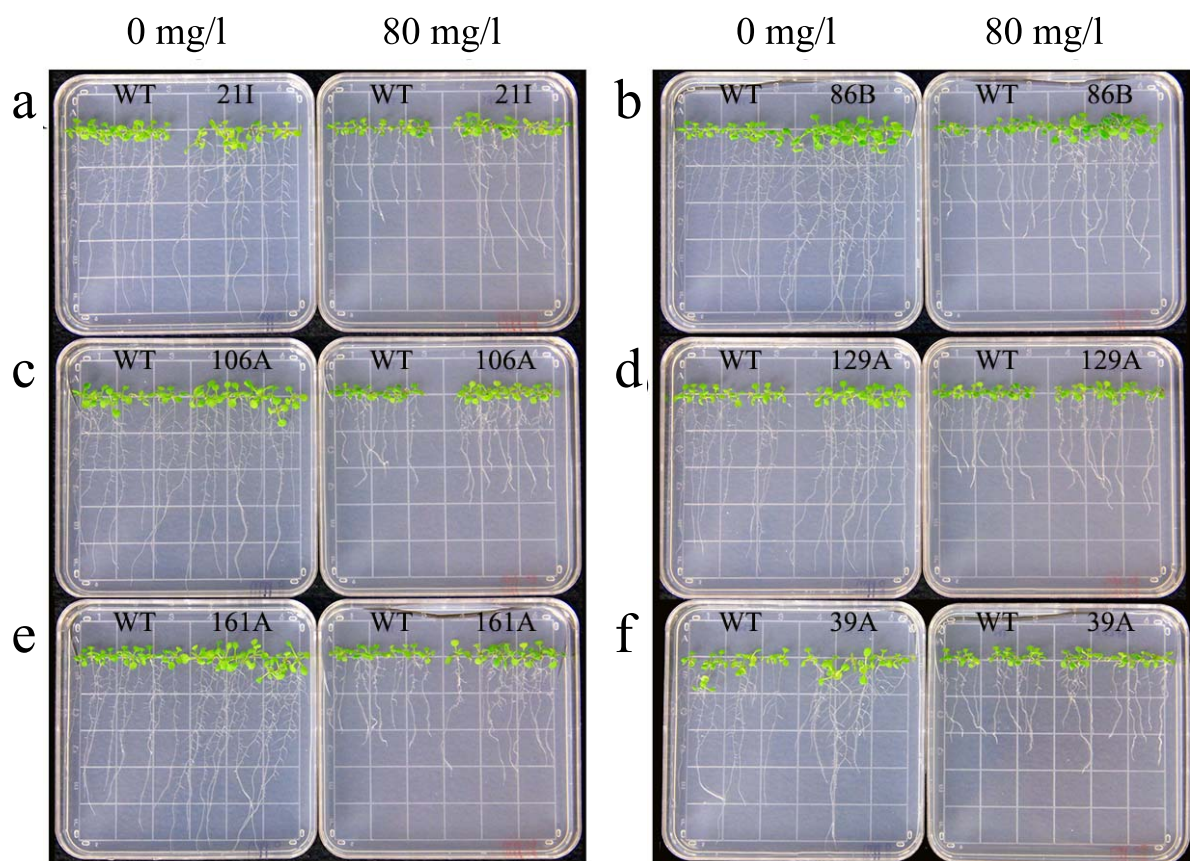 0 mg/l 80 mg/l 0 mg/l 80 mg/l
a WT 21I WT 21I
b WT 86B WT 86B
c WT 106A WT 106A
d WT 129A WT 129A
e WT 161A WT 161A
f WT 39A WT 39A